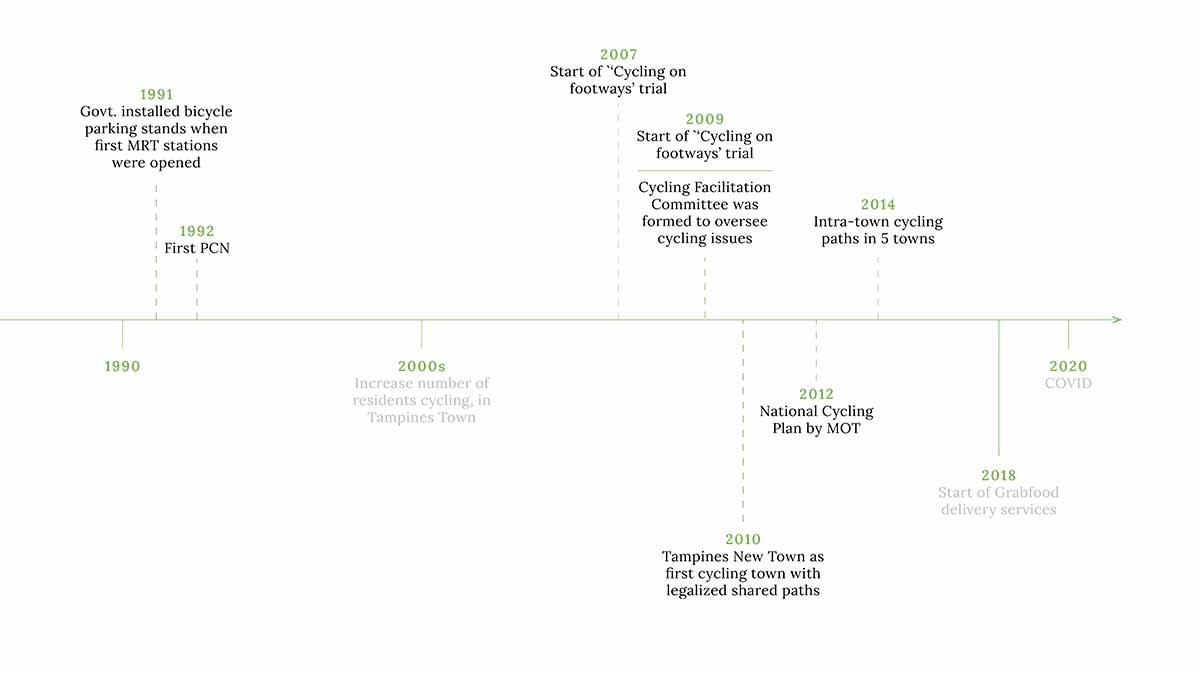 2007
Start of `‘Cycling on
footways’ trial
1991
Govt. installed bicycle
parking stands when
first MRT stations
were opened
2009
Start of `‘Cycling on
footways’ trial
Cycling Facilitation
Committee was
formed to oversee
cycling issues
2014
Intra-town cycling
paths in 5 towns
1992
First PCN
1990
2000s
Increase number of
residents cycling, in
Tampines Town
2020
COVID
2012
National Cycling
Plan by MOT
2018
Start of Grabfood
delivery services
2010
Tampines New Town as
first cycling town with
legalized shared paths